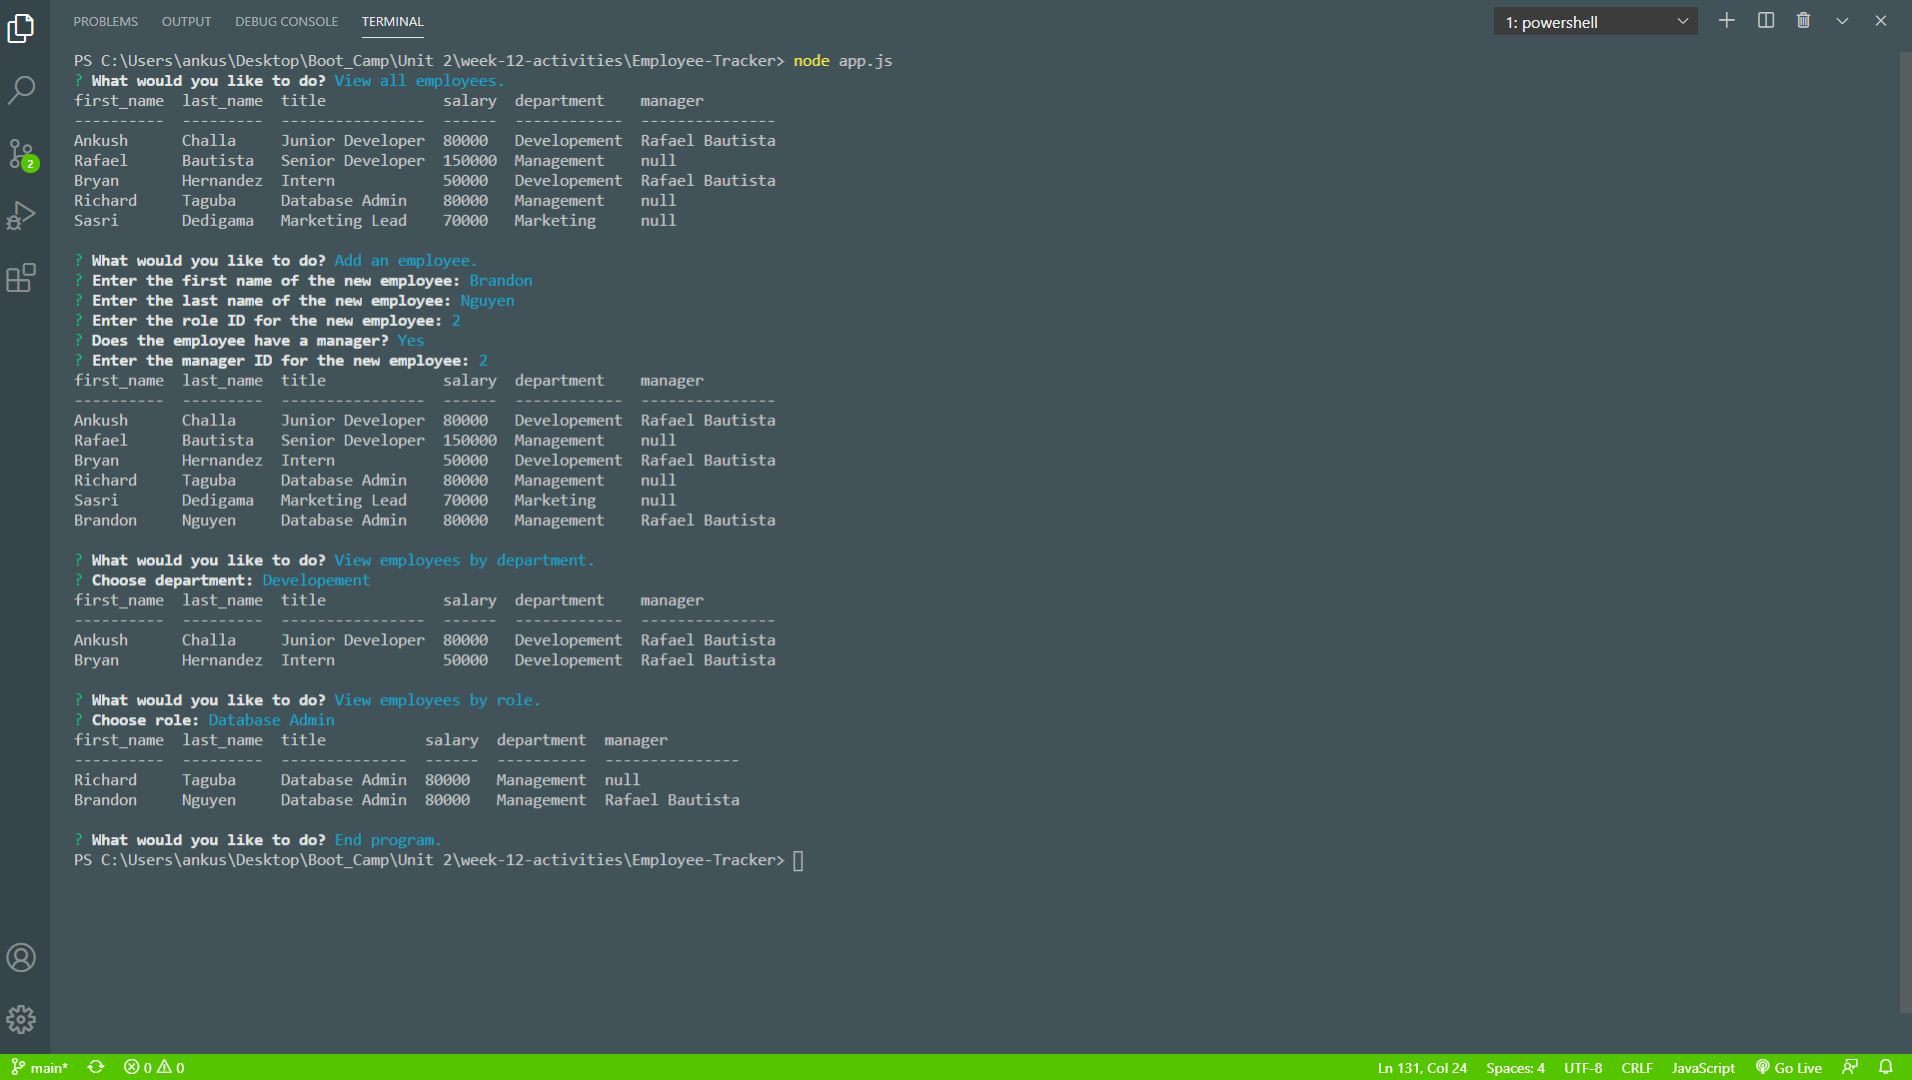 PROBLEMS OUTPUT DEBUG CONSOLE TERMINAL 1: powershell
PS C:\Users\ankus\Desktop\Boot_Camp\Unit 2\week-12-activities\Employee-Tracker> node app.js
? What would you like to do? View all employees.
first_name  last_name  title             salary  department    manager
----------  ---------  ----------------  ------  ------------  ---------------
Ankush      Challa     Junior Developer  80000   Developement  Rafael Bautista
Rafael      Bautista   Senior Developer  150000  Management    null
Bryan       Hernandez  Intern            50000   Developement  Rafael Bautista
Richard     Taguba     Database Admin    80000   Management    null
Sasri       Dedigama   Marketing Lead    70000   Marketing     null
? What would you like to do? Add an employee.
? Enter the first name of the new employee: Brandon
? Enter the last name of the new employee: Nguyen
? Enter the role ID for the new employee: 2
? Does the employee have a manager? Yes
? Enter the manager ID for the new employee: 2
first_name  last_name  title             salary  department    manager
----------  ---------  ----------------  ------  ------------  ---------------
Ankush      Challa     Junior Developer  80000   Developement  Rafael Bautista
Rafael      Bautista   Senior Developer  150000  Management    null
Bryan       Hernandez  Intern            50000   Developement  Rafael Bautista
Richard     Taguba     Database Admin    80000   Management    null
Sasri       Dedigama   Marketing Lead    70000   Marketing     null
Brandon     Nguyen     Database Admin    80000   Management    Rafael Bautista
? What would you like to do? View employees by department.
? Choose department: Developement
first_name  last_name  title             salary  department    manager
----------  ---------  ----------------  ------  ------------  ---------------
Ankush      Challa     Junior Developer  80000   Developement  Rafael Bautista
Bryan       Hernandez  Intern            50000   Developement  Rafael Bautista
? What would you like to do? View employees by role.
? Choose role: Database Admin
first_name  last_name  title           salary  department  manager
----------  ---------  --------------  ------  ----------  ---------------
Richard     Taguba     Database Admin  80000   Management  null
Brandon     Nguyen     Database Admin  80000   Management  Rafael Bautista
? What would you like to do? End program.
PS C:\Users\ankus\Desktop\Boot_Camp\Unit 2\week-12-activities\Employee-Tracker>
2
main* 0 0 Ln 131, Col 24 Spaces: 4 UTF-8 CRLF JavaScript Go Live